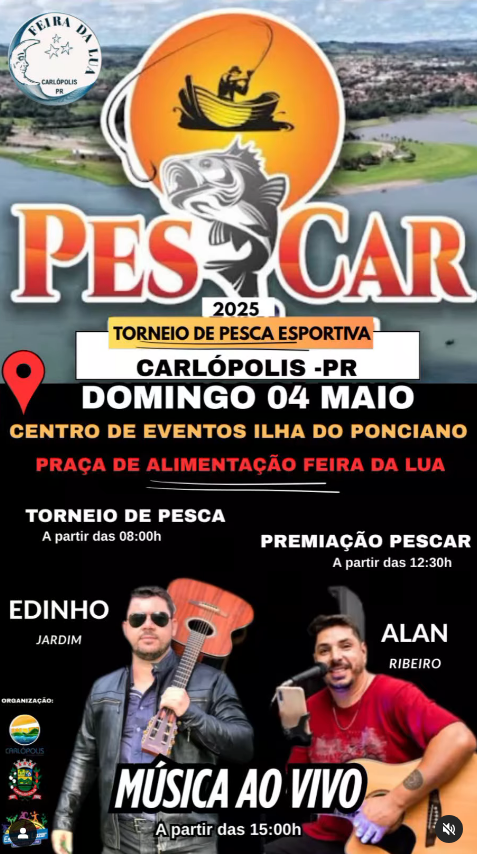 FEIRA DA LUA
CARLÓPOLIS
PR
PESCAR
2025
TORNEIO DE PESCA ESPORTIVA
CARLÓPOLIS -PR
DOMINGO 04 MAIO
CENTRO DE EVENTOS ILHA DO PONCIANO
PRAÇA DE ALIMENTAÇÃO FEIRA DA LUA
TORNEIO DE PESCA
A partir das 08:00h
PREMIAÇÃO PESCAR
A partir das 12:30h
EDINHO
JARDIM
ALAN
RIBEIRO
ORGANIZAÇÃO:
CARLÓPOLIS
MÚSICA AO VIVO
A partir das 15:00h